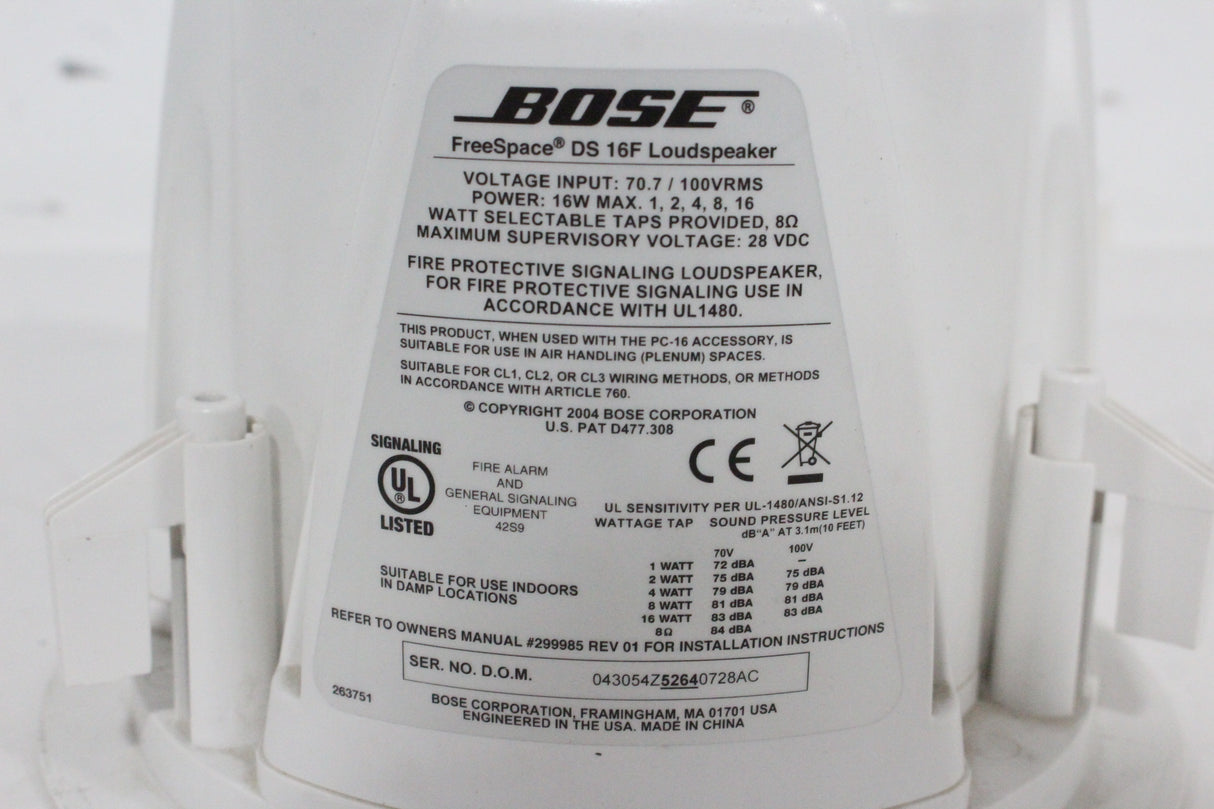 BOSE®
FreeSpace® DS 16F Loudspeaker
VOLTAGE INPUT: 70.7 / 100VRMS
POWER: 16W MAX. 1, 2, 4, 8, 16
WATT SELECTABLE TAPS PROVIDED, 8Ω
MAXIMUM SUPERVISORY VOLTAGE: 28 VDC
FIRE PROTECTIVE SIGNALING LOUDSPEAKER,
FOR FIRE PROTECTIVE SIGNALING USE IN
ACCORDANCE WITH UL1480.
THIS PRODUCT, WHEN USED WITH THE PC-16 ACCESSORY, IS
SUITABLE FOR USE IN AIR HANDLING (PLENUM) SPACES.
SUITABLE FOR CL1, CL2, OR CL3 WIRING METHODS, OR METHODS
IN ACCORDANCE WITH ARTICLE 760.
© COPYRIGHT 2004 BOSE CORPORATION
U.S. PAT D477.308
SIGNALING
UL®
LISTED
FIRE ALARM
AND
GENERAL SIGNALING
EQUIPMENT
42S9
CE
UL SENSITIVITY PER UL-1480/ANSI-S1.12
WATTAGE TAP SOUND PRESSURE LEVEL
dB"A" AT 3.1m(10 FEET)
70V 100V
1 WATT 72 dBA –
2 WATT 75 dBA 75 dBA
4 WATT 79 dBA 79 dBA
8 WATT 81 dBA 81 dBA
16 WATT 83 dBA 83 dBA
8Ω 84 dBA
SUITABLE FOR USE INDOORS
IN DAMP LOCATIONS
REFER TO OWNERS MANUAL #299985 REV 01 FOR INSTALLATION INSTRUCTIONS
SER. NO. D.O.M. 043054Z52640728AC
263751
BOSE CORPORATION, FRAMINGHAM, MA 01701 USA
ENGINEERED IN THE USA. MADE IN CHINA